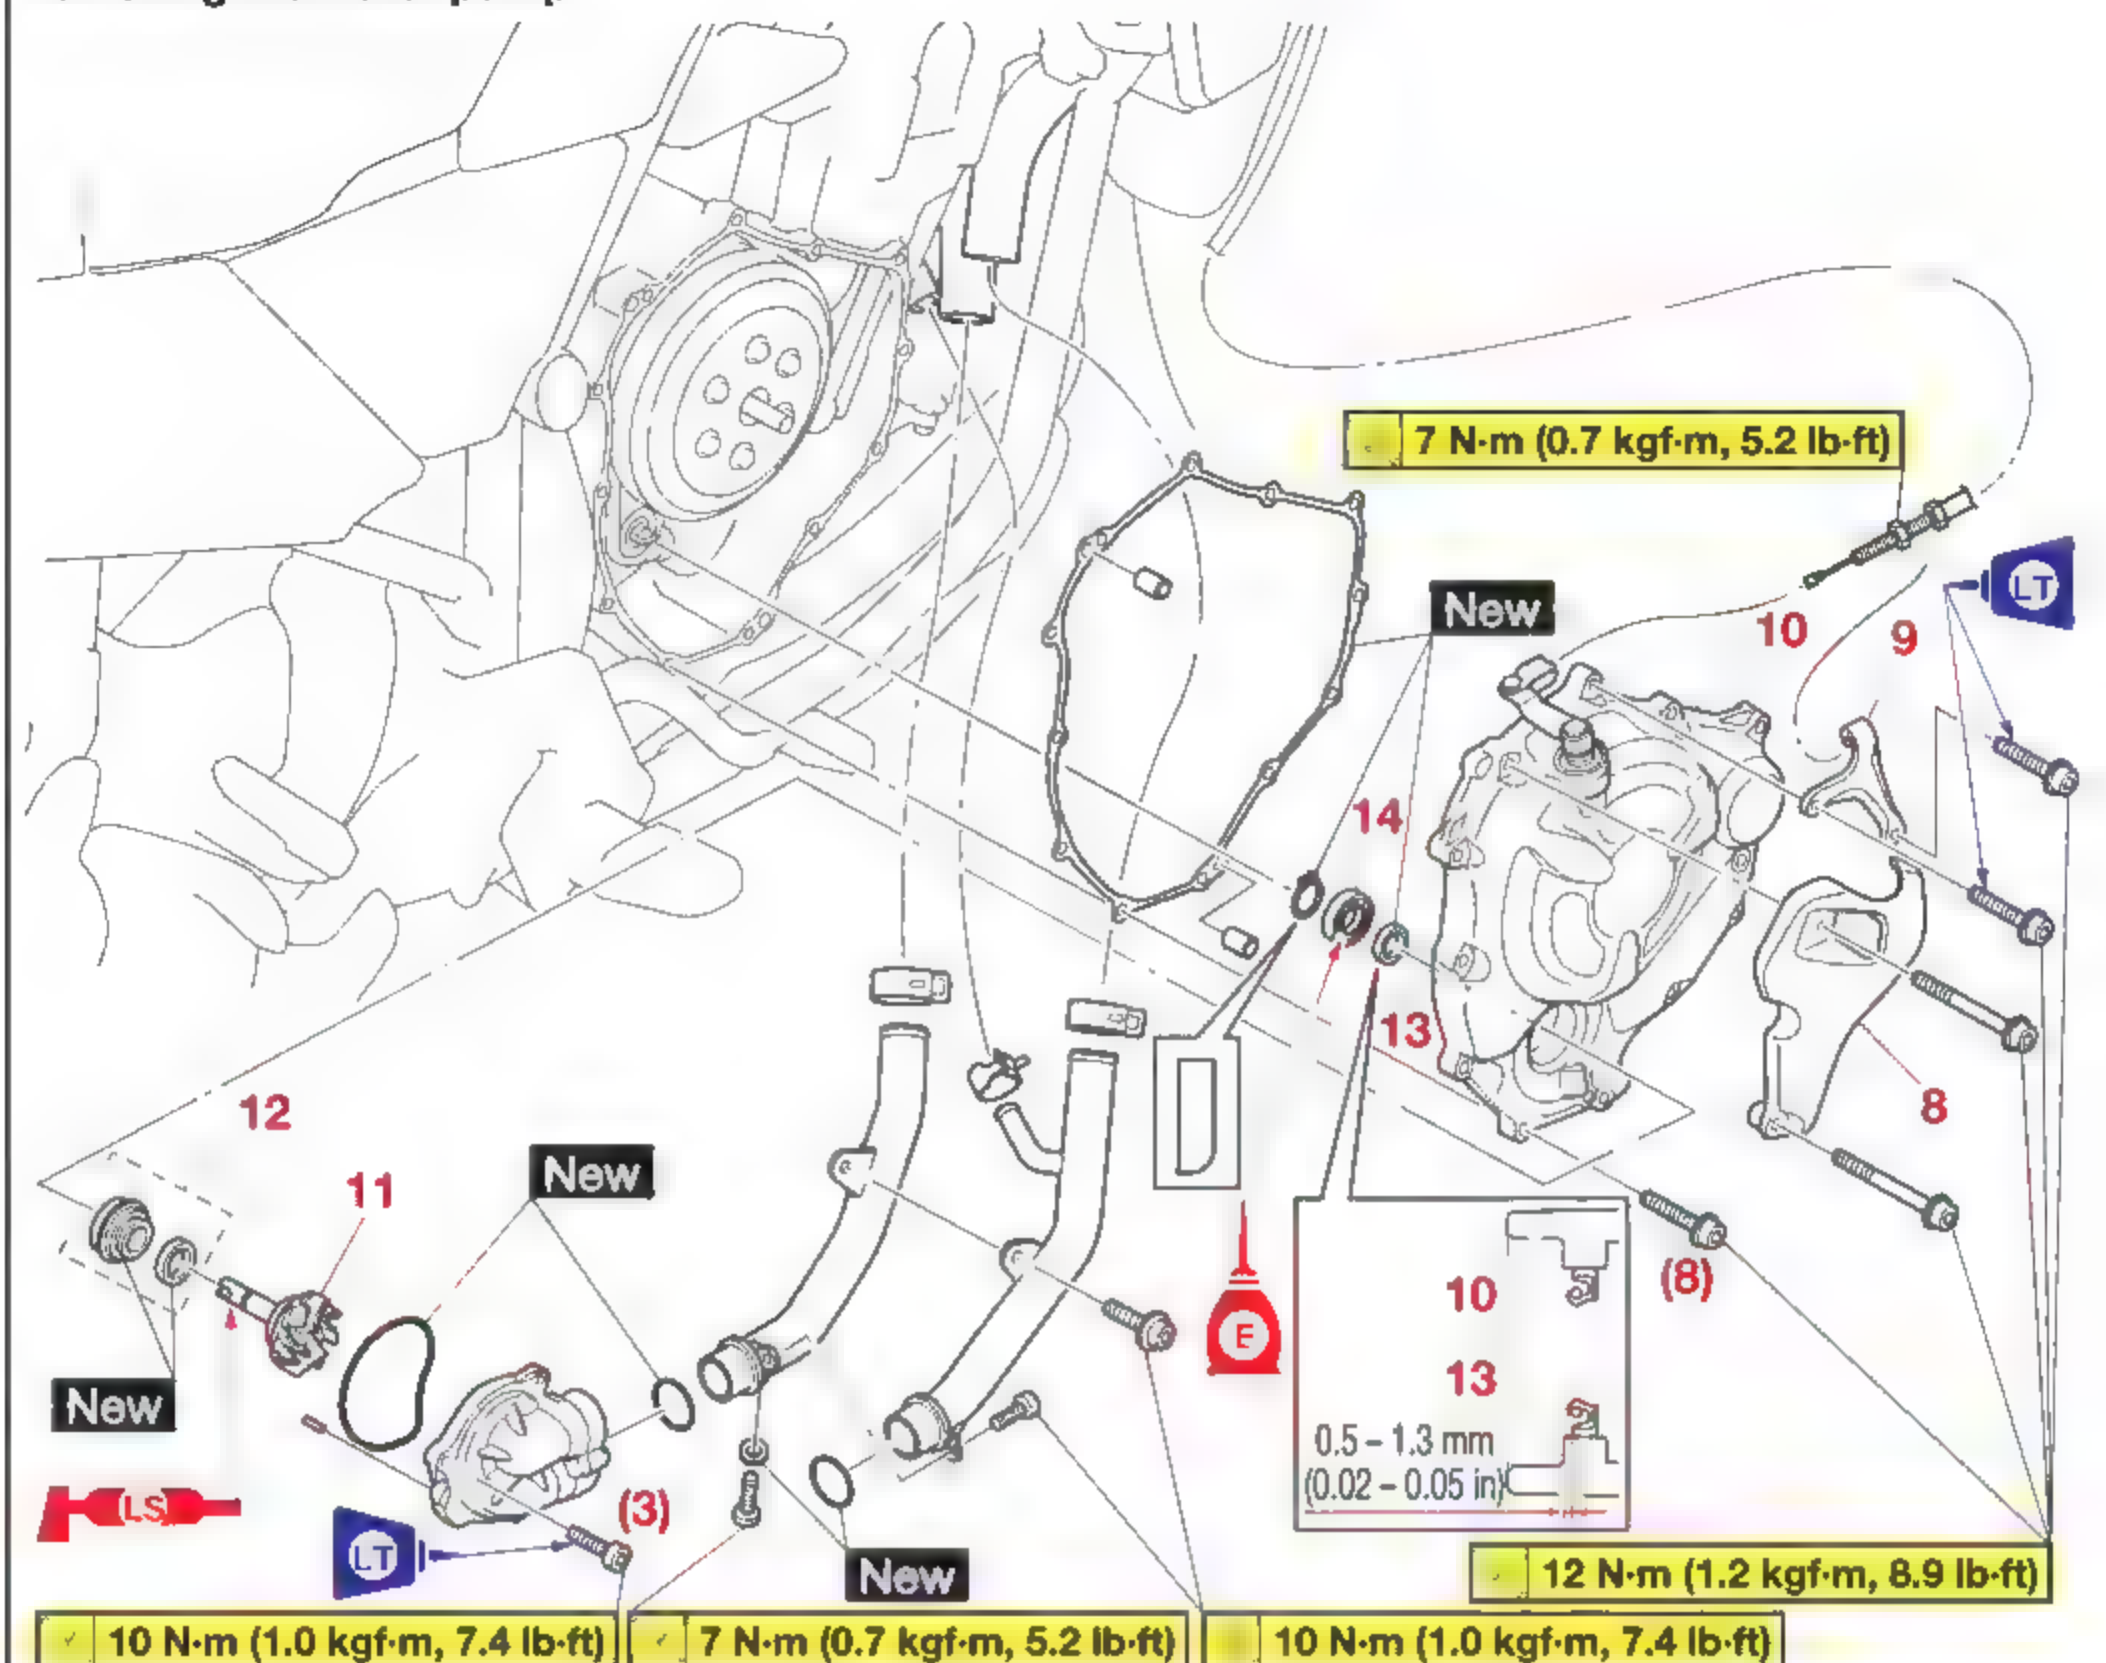 7 N·m (0.7 kgf·m, 5.2 lb·ft)
LT
New
10
9
14
13
8
12
11
New
(8)
10
E
13
New
0.5 – 1.3 mm
(0.02 – 0.05 in)
LS
(3)
LT
New
12 N·m (1.2 kgf·m, 8.9 lb·ft)
10 N·m (1.0 kgf·m, 7.4 lb·ft)
7 N·m (0.7 kgf·m, 5.2 lb·ft)
10 N·m (1.0 kgf·m, 7.4 lb·ft)